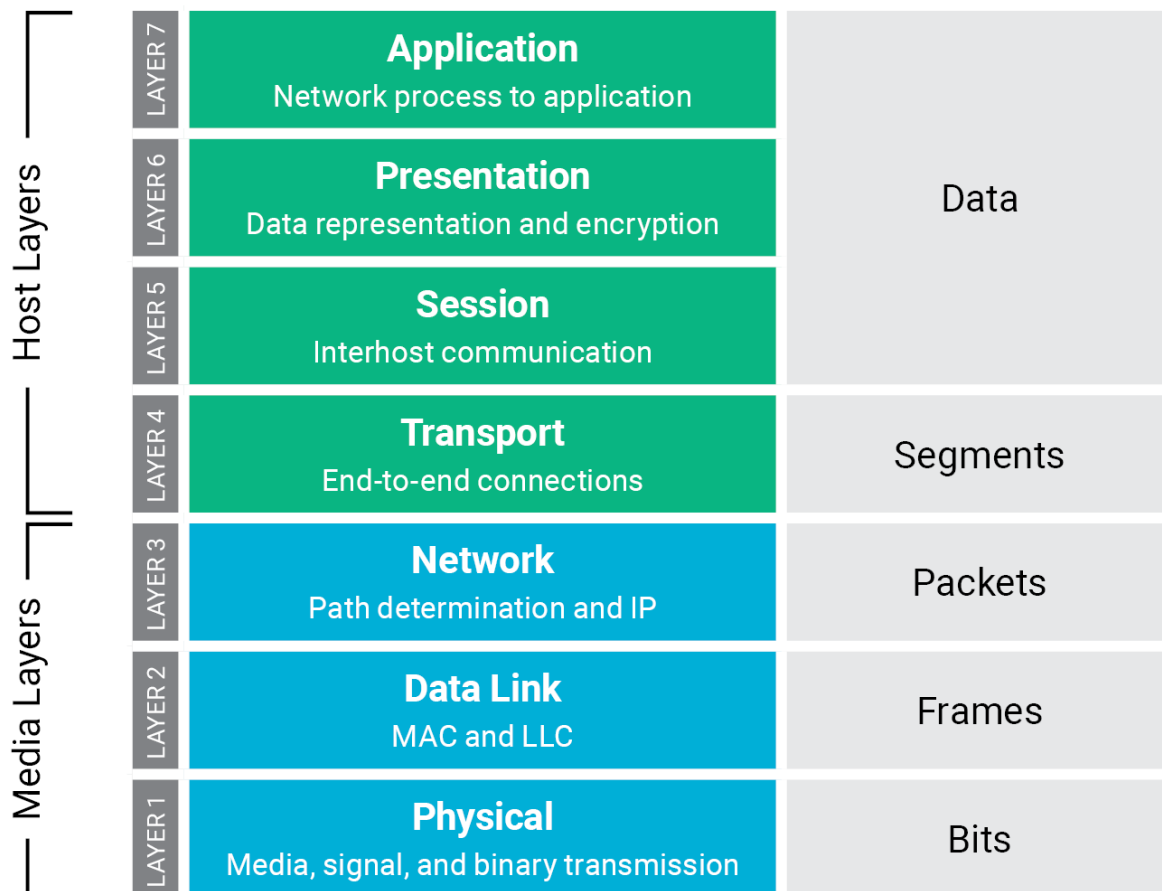 Host Layers
LAYER 7
Application
Network process to application
Data
LAYER 6
Presentation
Data representation and encryption
LAYER 5
Session
Interhost communication
LAYER 4
Transport
End-to-end connections
Segments
Media Layers
LAYER 3
Network
Path determination and IP
Packets
LAYER 2
Data Link
MAC and LLC
Frames
LAYER 1
Physical
Media, signal, and binary transmission
Bits